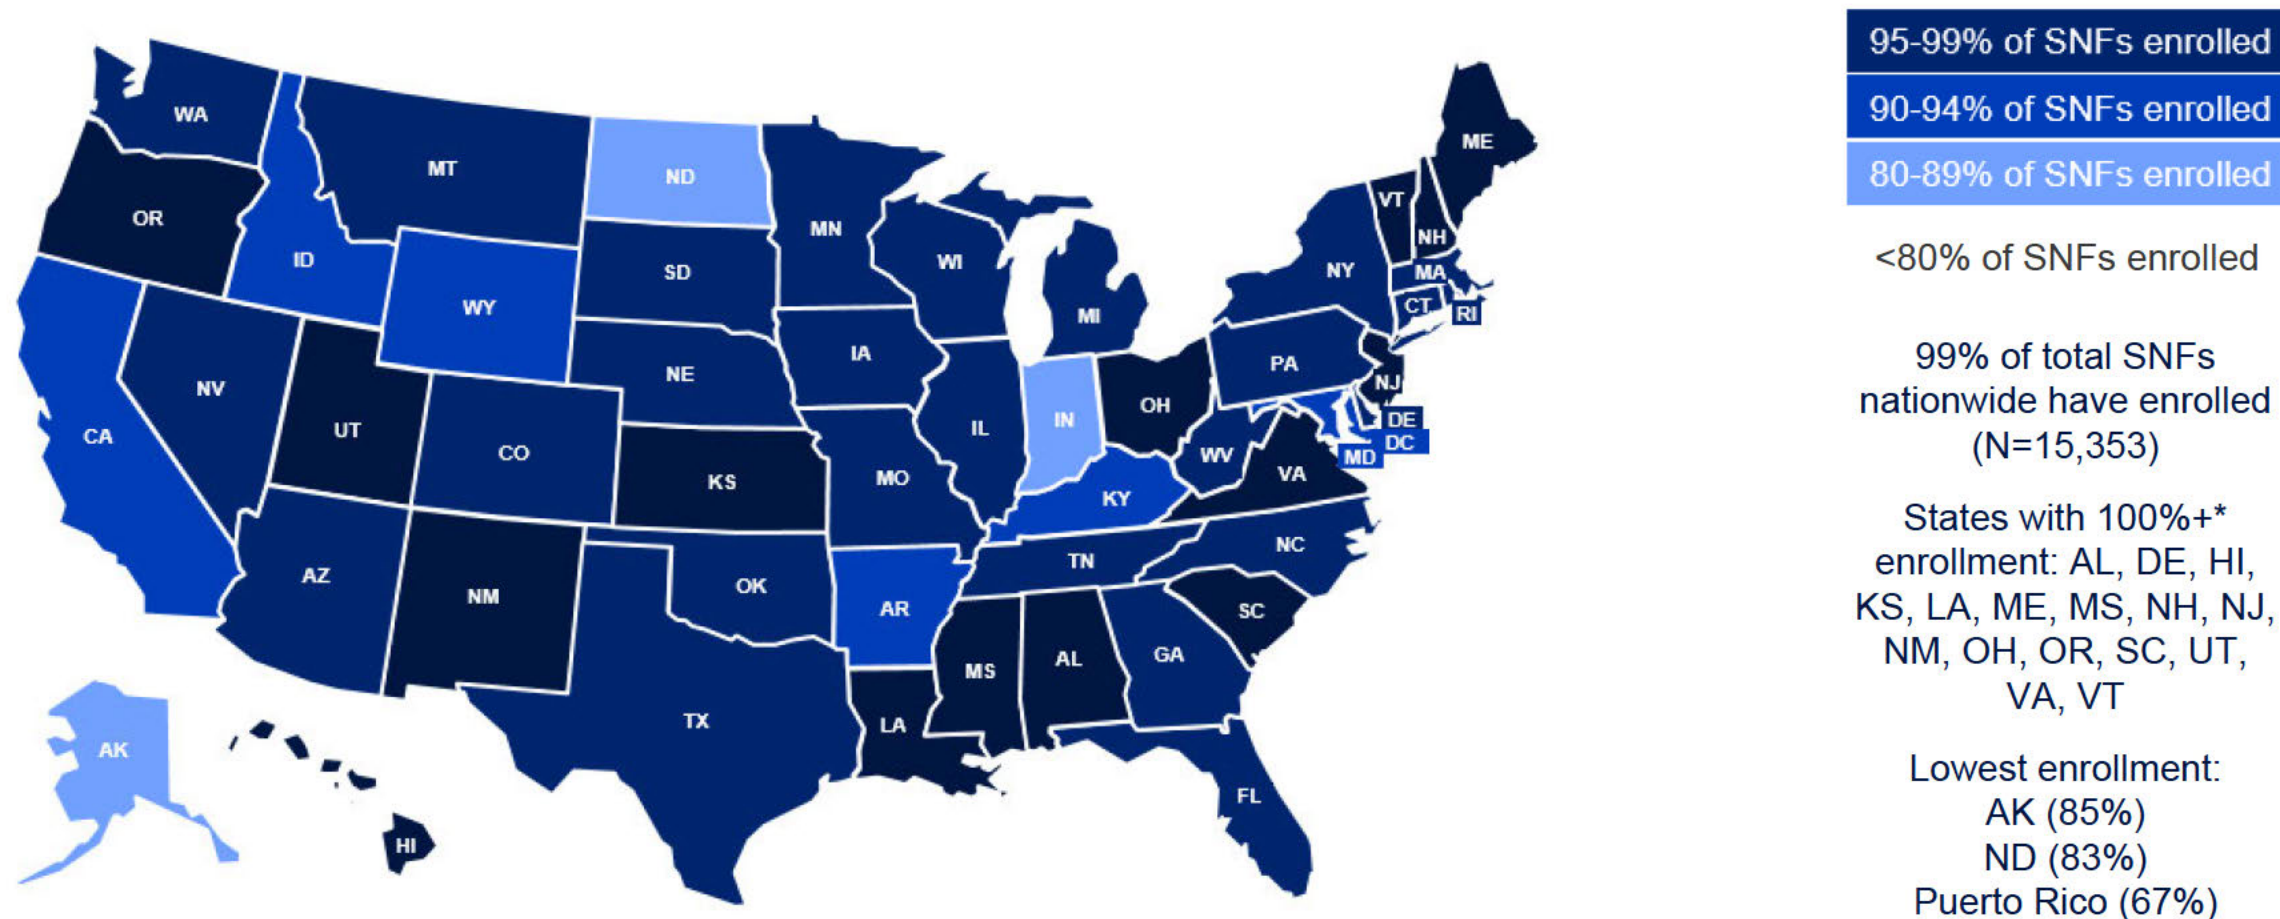 WA
MT
ND
MN
OR
ID
WY
SD
WI
MI
NY
VT
NH
ME
MA
CT
RI
CA
NV
UT
CO
NE
IA
IL
IN
OH
PA
NJ
DE
DC
MD
WV
VA
KS
MO
KY
AZ
NM
OK
AR
TN
NC
SC
TX
LA
MS
AL
GA
FL
AK
HI
95-99% of SNFs enrolled
90-94% of SNFs enrolled
80-89% of SNFs enrolled
<80% of SNFs enrolled
99% of total SNFs
nationwide have enrolled
(N=15,353)
States with 100%+*
enrollment: AL, DE, HI,
KS, LA, ME, MS, NH, NJ,
NM, OH, OR, SC, UT,
VA, VT
Lowest enrollment:
AK (85%)
ND (83%)
Puerto Rico (67%)